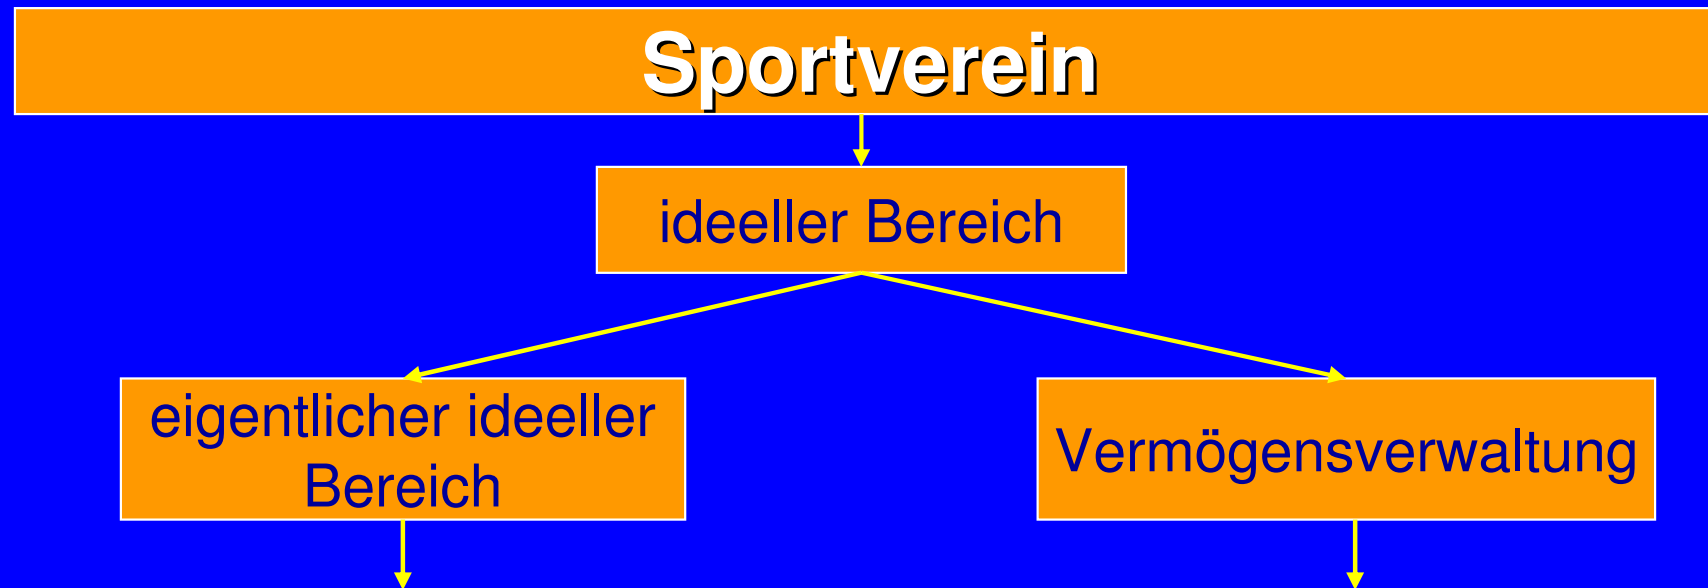 Sportverein
ideeller Bereich
eigentlicher ideeller
Bereich
Vermögensverwaltung